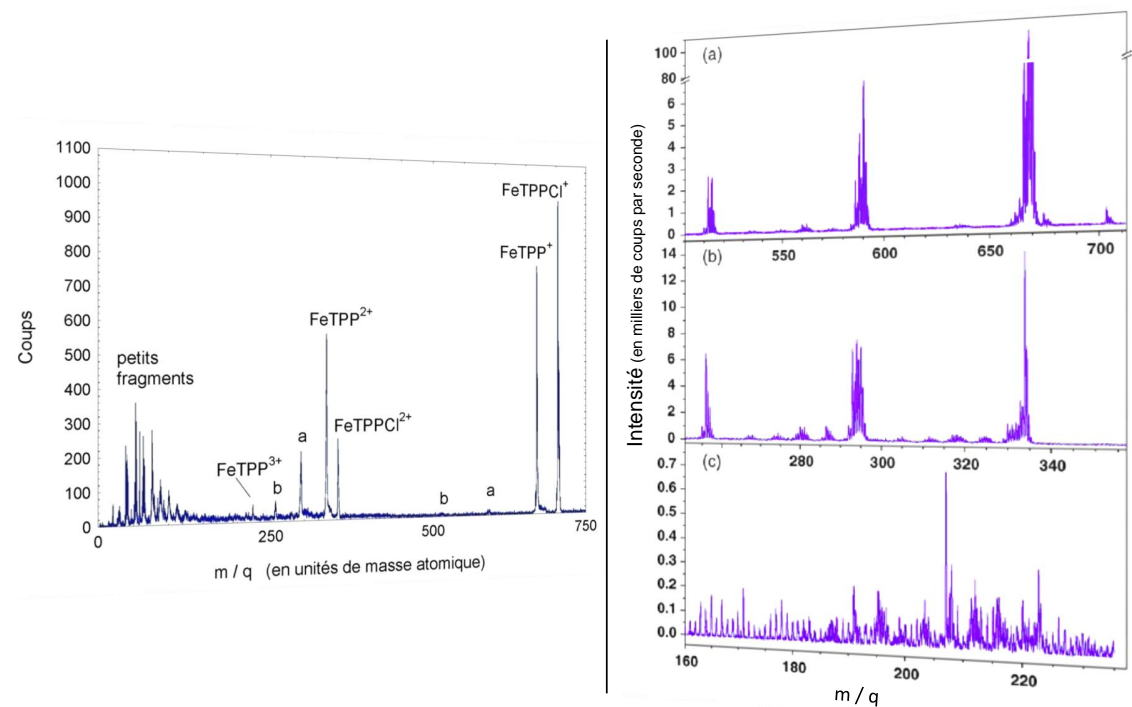 1100
1000
900
800
700
600
500
400
300
200
100
0
Coups
petits
fragments
FeTPP3+
b
a
FeTPP2+
FeTPPCl2+
b
a
FeTPP+
FeTPPCl+
0
250
500
750
m / q (en unités de masse atomique)
Intensité (en milliers de coups par seconde)
(a)
100
80
6
5
4
3
2
1
0
550
600
650
700
(b)
14
12
10
8
6
4
2
0
280
300
320
340
(c)
0.7
0.6
0.5
0.4
0.3
0.2
0.1
0.0
160
180
200
220
m / q